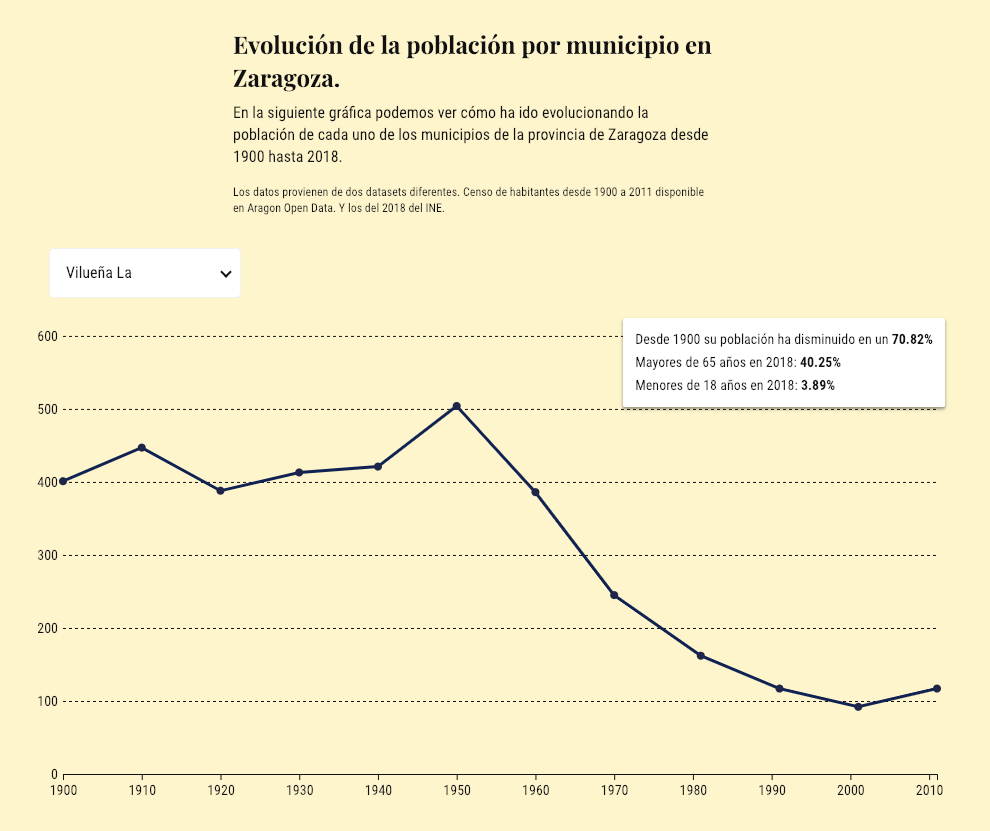 Evolución de la población por municipio en
Zaragoza.
En la siguiente gráfica podemos ver cómo ha ido evolucionando la
población de cada uno de los municipios de la provincia de Zaragoza desde
1900 hasta 2018.
Los datos provienen de dos datasets diferentes. Censo de habitantes desde 1900 a 2011 disponible
en Aragon Open Data. Y los del 2018 del INE.
Vilueña La
Desde 1900 su población ha disminuido en un 70.82%
Mayores de 65 años en 2018: 40.25%
Menores de 18 años en 2018: 3.89%
600
500
400
300
200
100
0
1900 1910 1920 1930 1940 1950 1960 1970 1980 1990 2000 2010